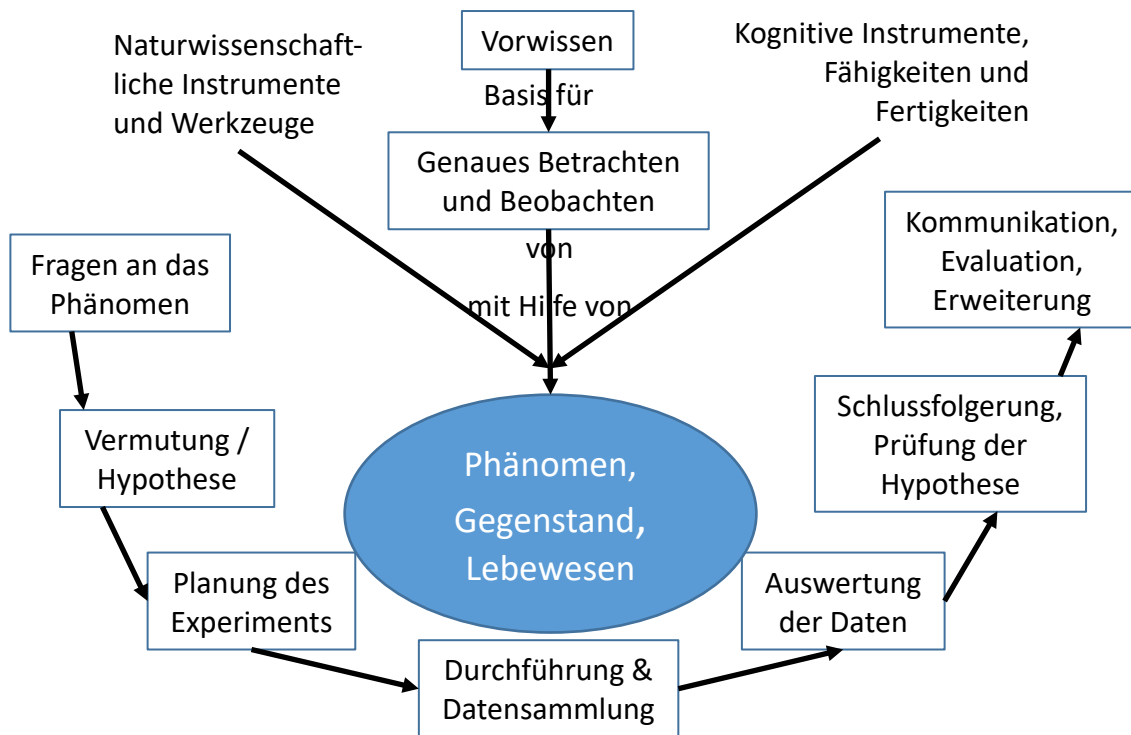 Naturwissenschaft-
liche Instrumente
und Werkzeuge
Vorwissen
Kognitive Instrumente,
Fähigkeiten und
Fertigkeiten
Basis für
Genaues Betrachten
und Beobachten
von
mit Hilfe von
Fragen an das
Phänomen
Vermutung /
Hypothese
Planung des
Experiments
Durchführung &
Datensammlung
Auswertung
der Daten
Schlussfolgerung,
Prüfung der
Hypothese
Kommunikation,
Evaluation,
Erweiterung
Phänomen,
Gegenstand,
Lebewesen